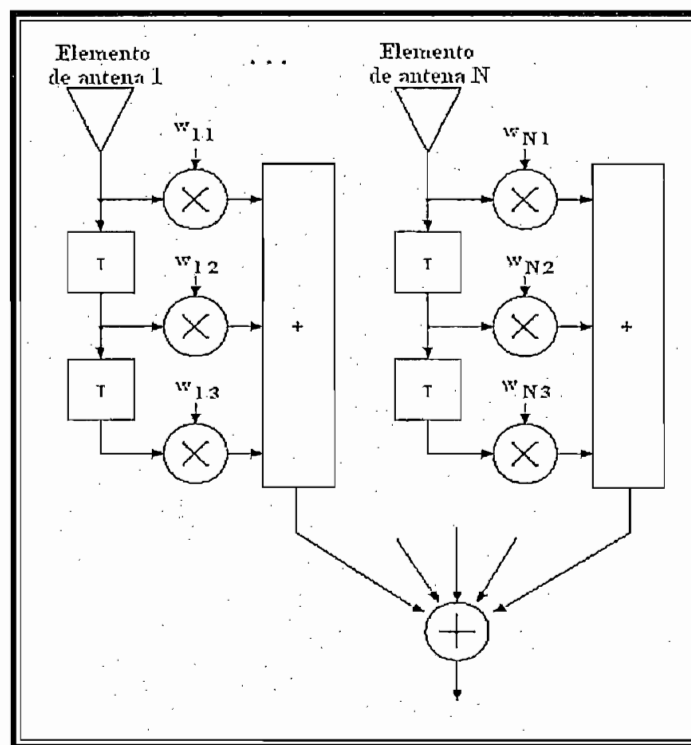 Elemento
de antena 1
. . .
Elemento
de antena N
w11
wN1
T
T
w12
wN2
+
+
T
T
w13
wN3